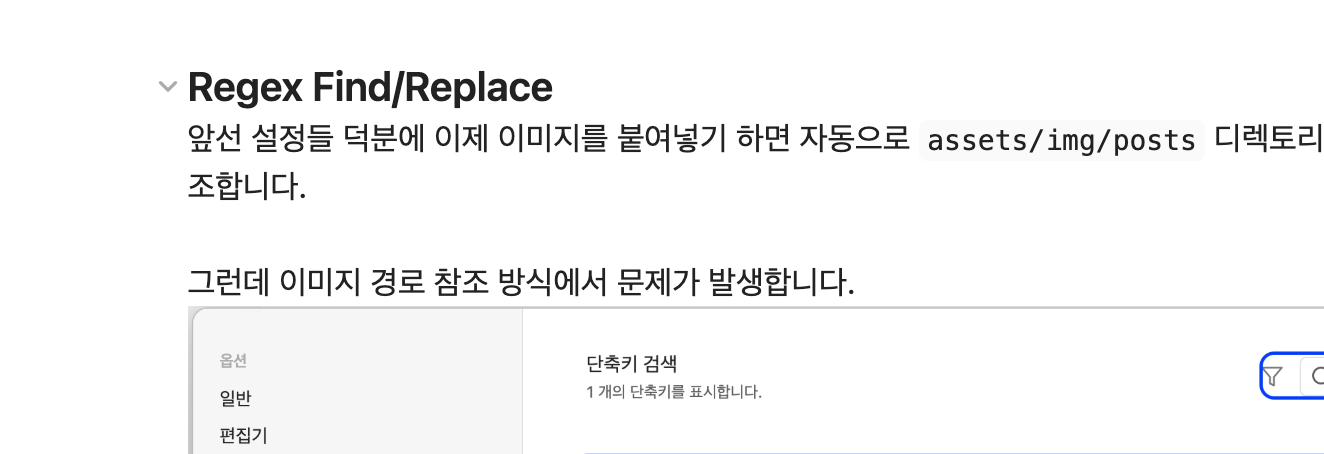 Regex Find/Replace
앞선 설정들 덕분에 이제 이미지를 붙여넣기 하면 자동으로 assets/img/posts 디렉토리
조합니다.
그런데 이미지 경로 참조 방식에서 문제가 발생합니다.
옵션
단축키 검색
1 개의 단축키를 표시합니다.
일반
편집기